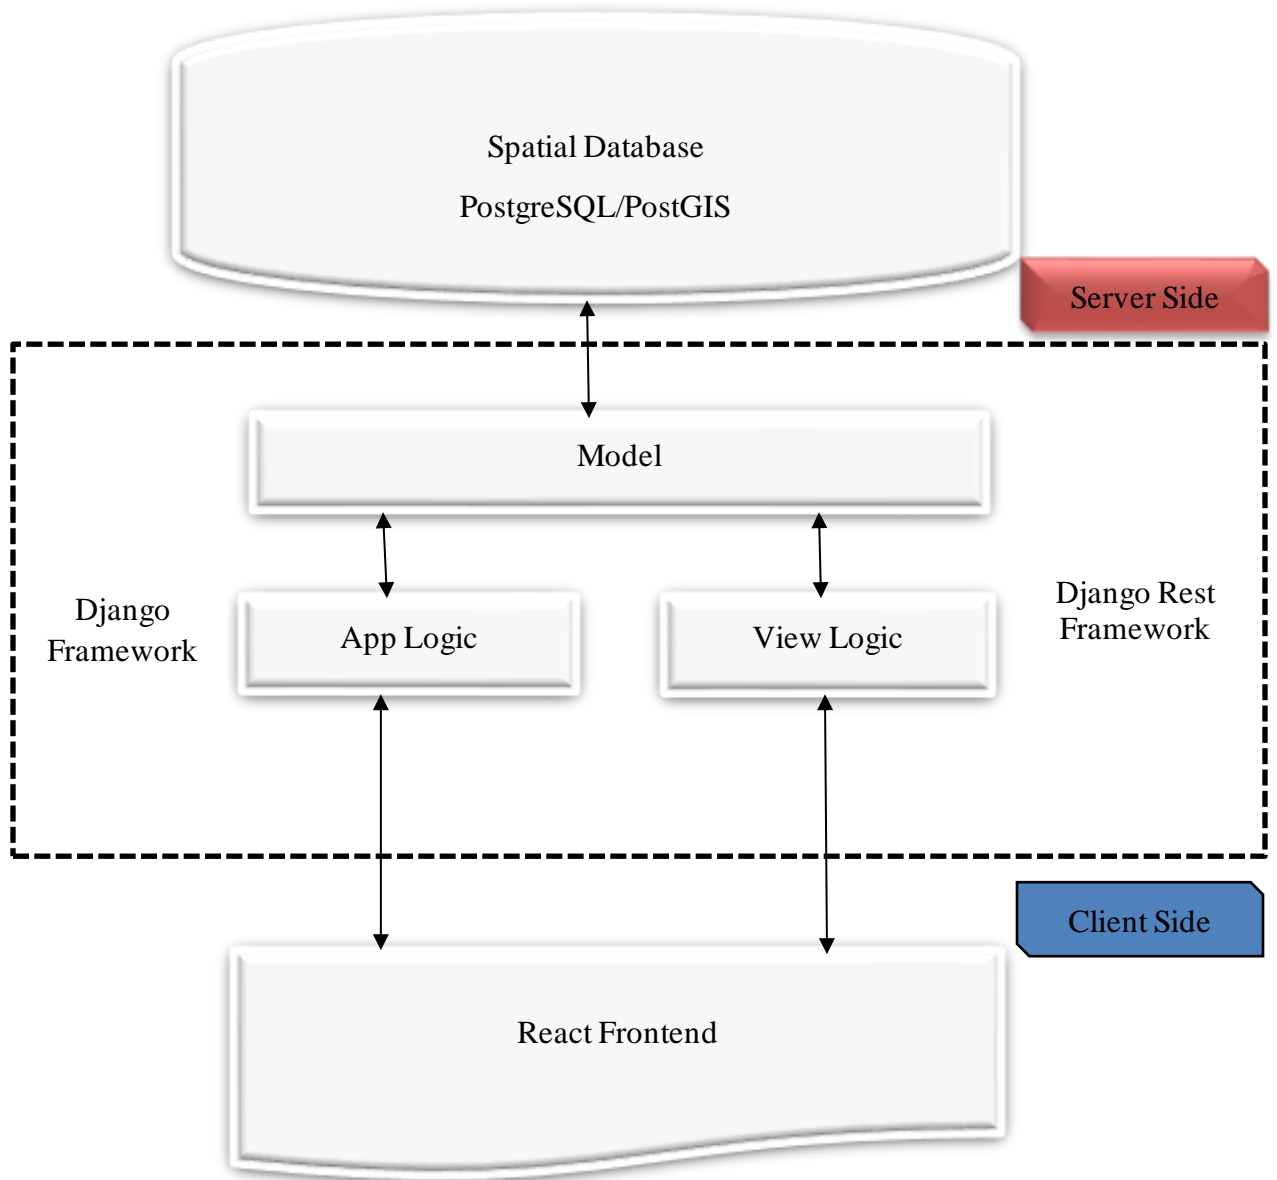 Spatial Database
PostgreSQL/PostGIS
Server Side
Model
Django
Framework
App Logic
View Logic
Django Rest
Framework
Client Side
React Frontend